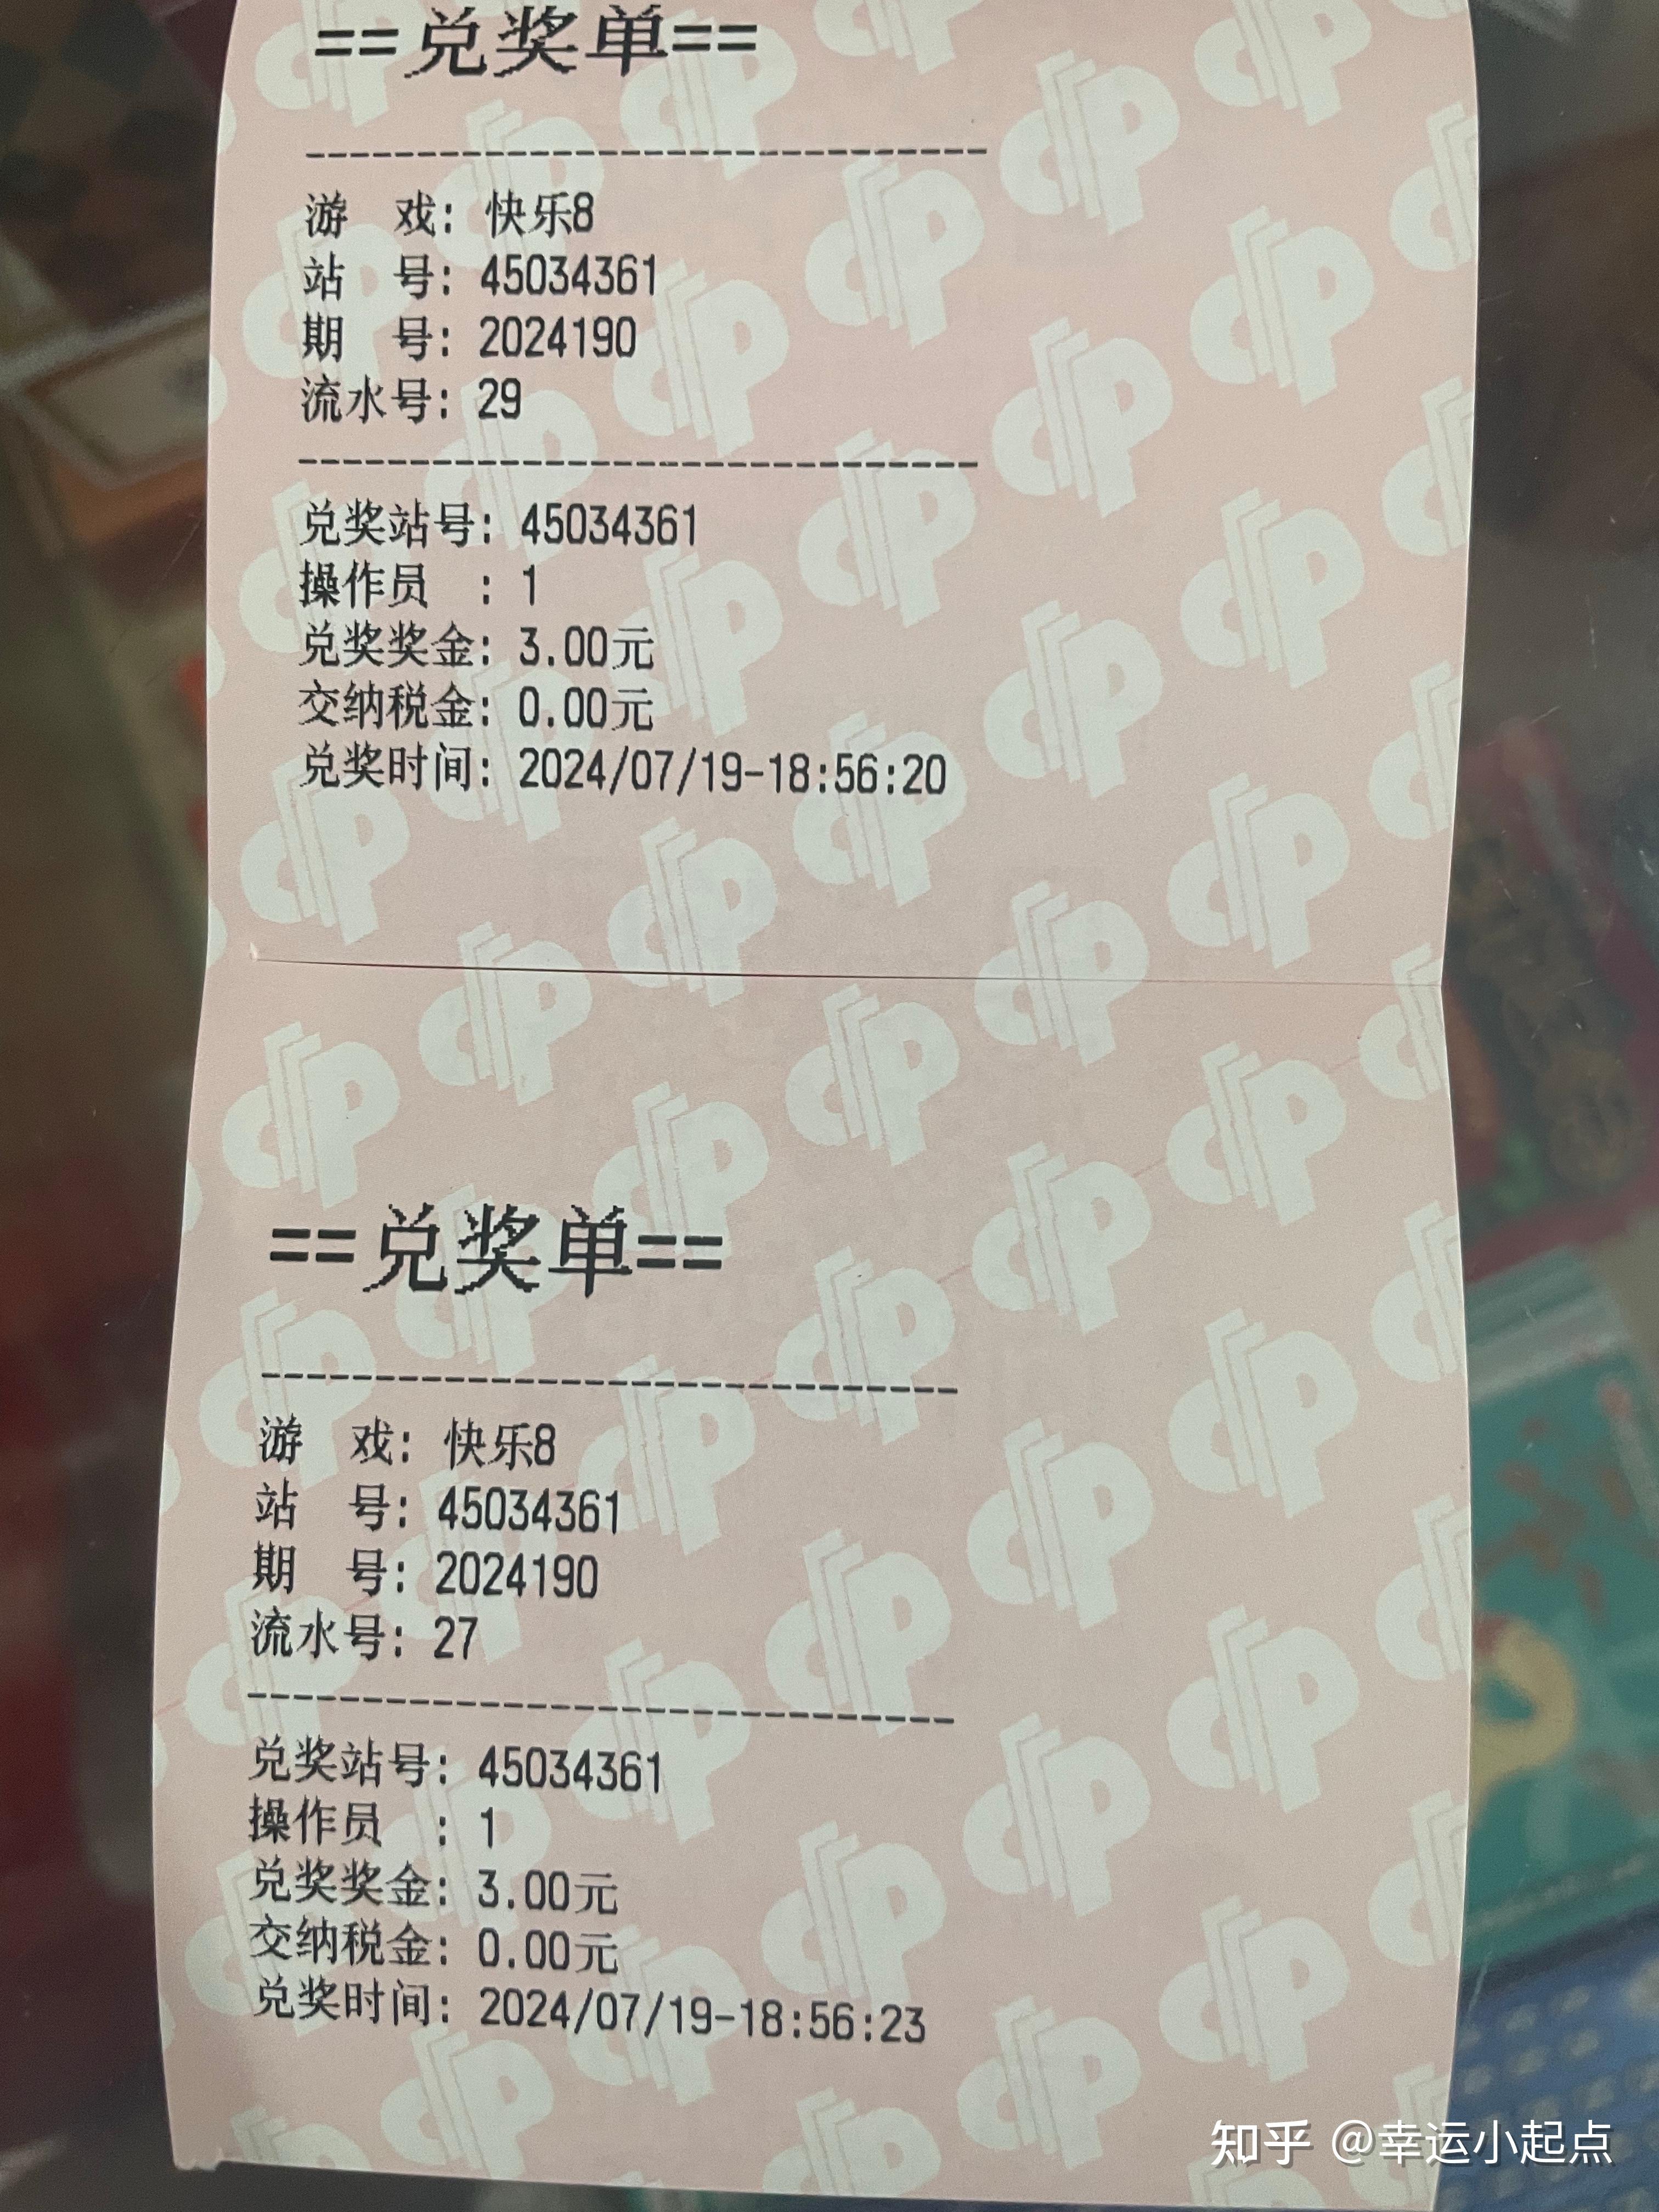 ==兑奖单==
------------------------------
游 戏: 快乐8
站 号: 45034361
期 号: 2024190
流水号: 29
------------------------------
兑奖站号: 45034361
操作员 : 1
兑奖奖金: 3.00元
交纳税金: 0.00元
兑奖时间: 2024/07/19-18:56:20
==兑奖单==
------------------------------
游 戏: 快乐8
站 号: 45034361
期 号: 2024190
流水号: 27
------------------------------
兑奖站号: 45034361
操作员 : 1
兑奖奖金: 3.00元
交纳税金: 0.00元
兑奖时间: 2024/07/19-18:56:23
知乎 @幸运小起点